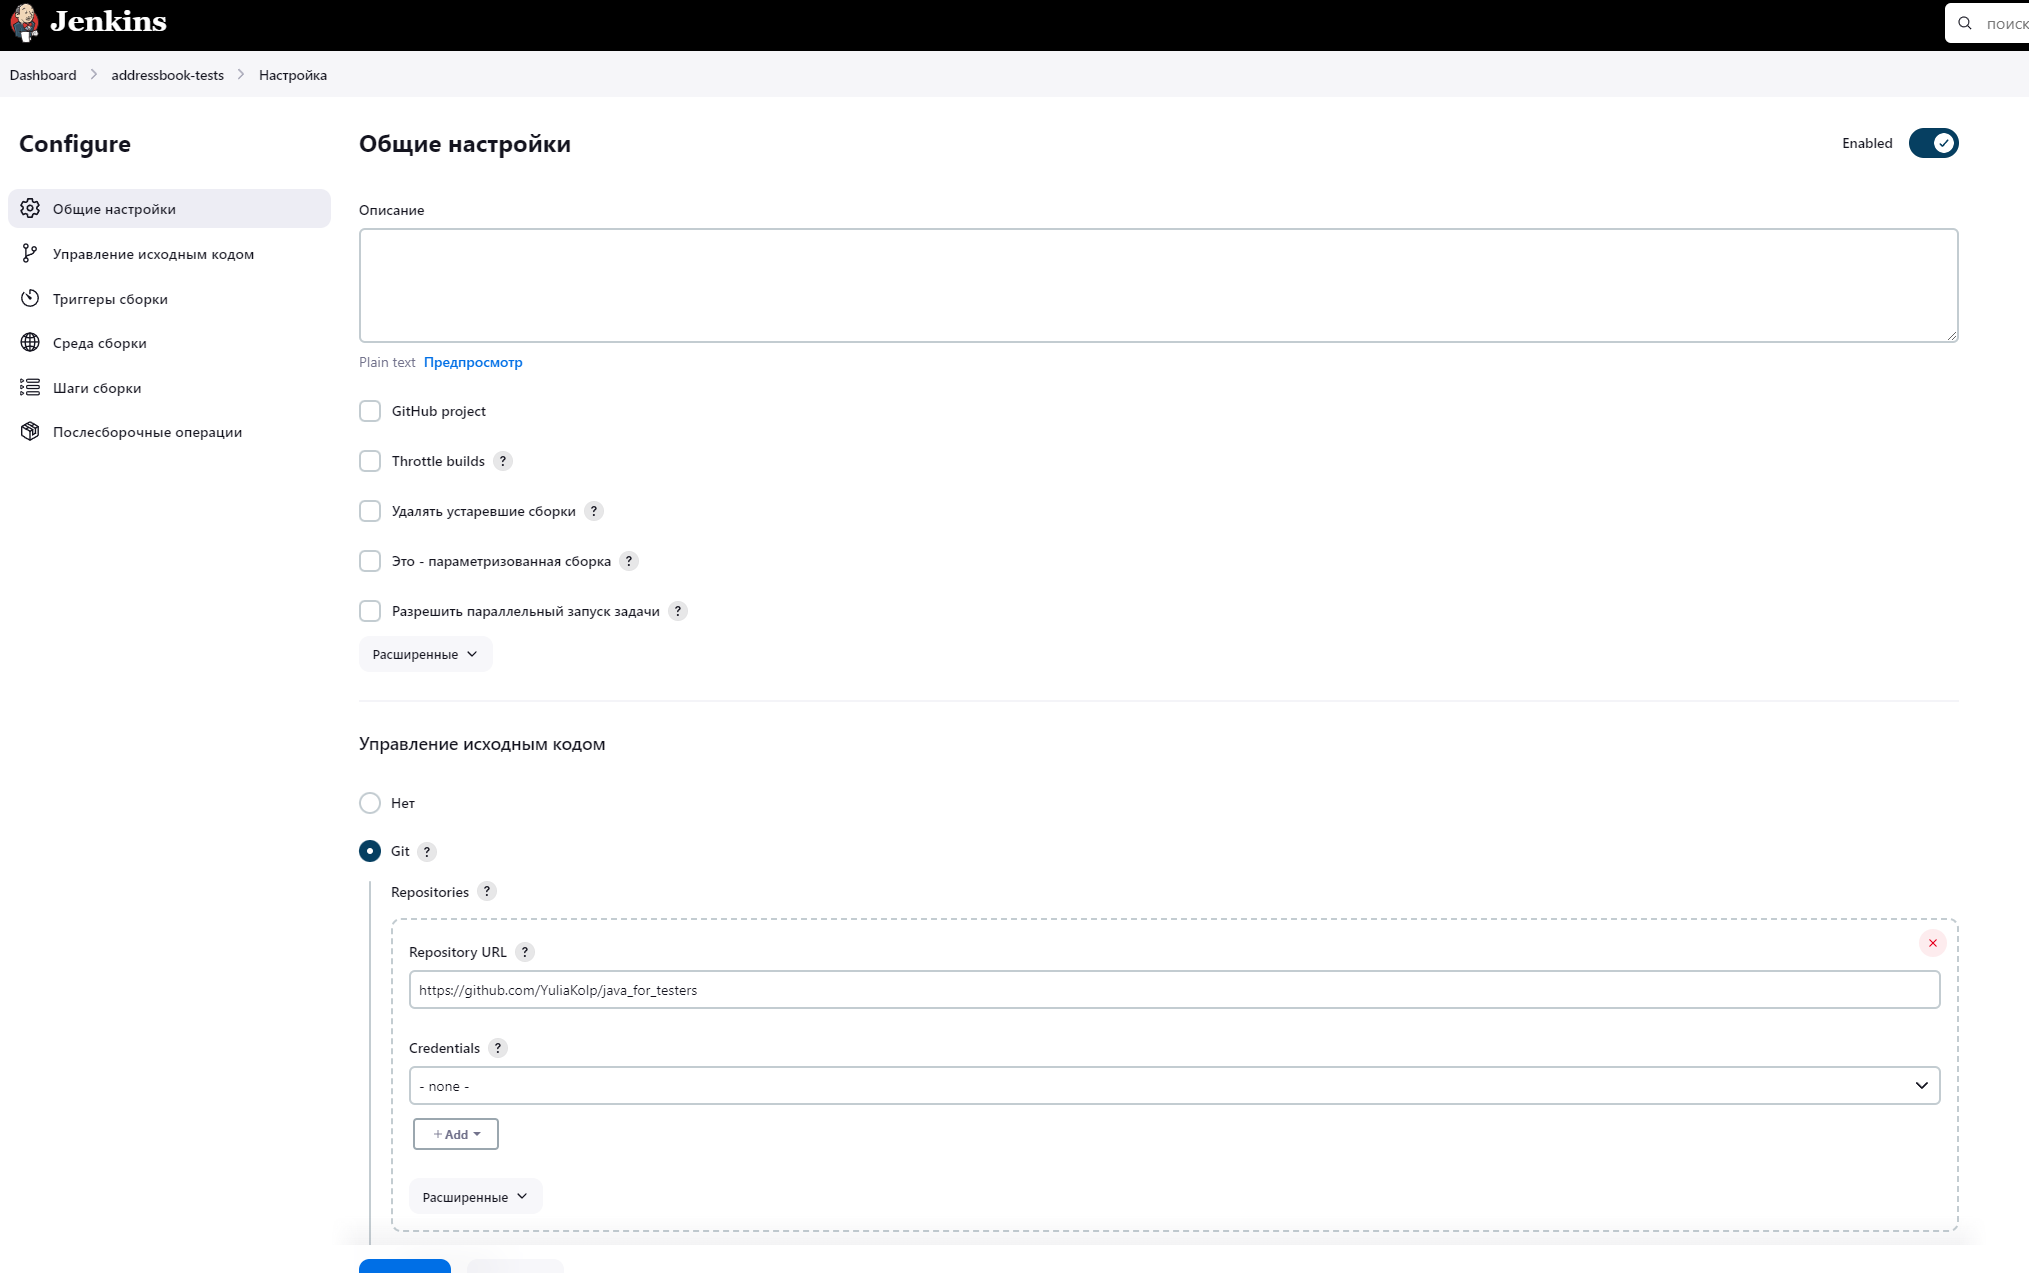 Jenkins
поиск
Dashboard
addressbook-tests
Настройка
Configure
Общие настройки
Управление исходным кодом
Триггеры сборки
Среда сборки
Шаги сборки
Послесборочные операции
Общие настройки
Enabled
Описание
Plain text Предпросмотр
GitHub project
Throttle builds ?
Удалять устаревшие сборки ?
Это - параметризованная сборка ?
Разрешить параллельный запуск задачи ?
Расширенные
Управление исходным кодом
Нет
Git ?
Repositories ?
Repository URL ?
https://github.com/YuliaKolp/java_for_testers
Credentials ?
- none -
+ Add
Расширенные